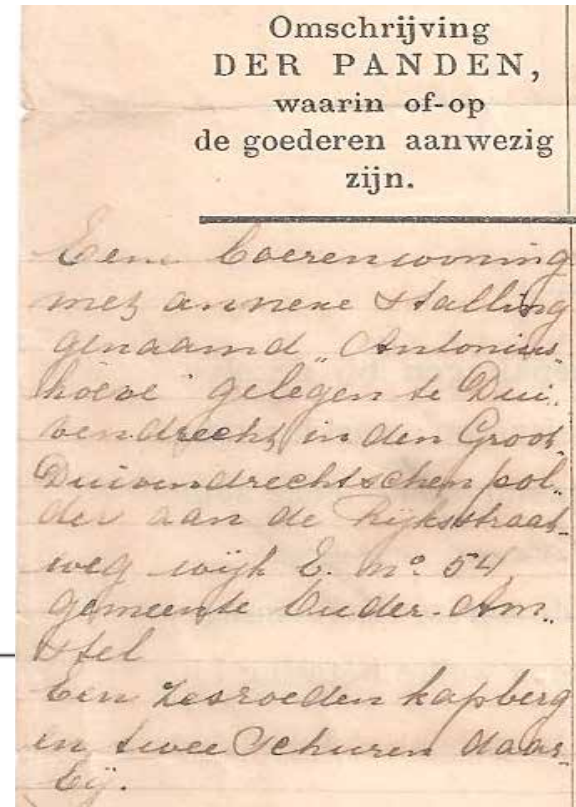 Omschrijving
DER PANDEN,
waarin of-op
de goederen aanwezig
zijn.
Eene boerenwoning
met annexe stalling
genaamd „Antonius
hoeve" gelegen te Dui„
vendrecht in den Groot
Duivendrechtschen pol„
der aan de Rijksstraat„
weg wijk E. no. 54,
gemeente Ouder-Am„
stel
Een zesroeden kapberg
en twee schuren daar„
bij.